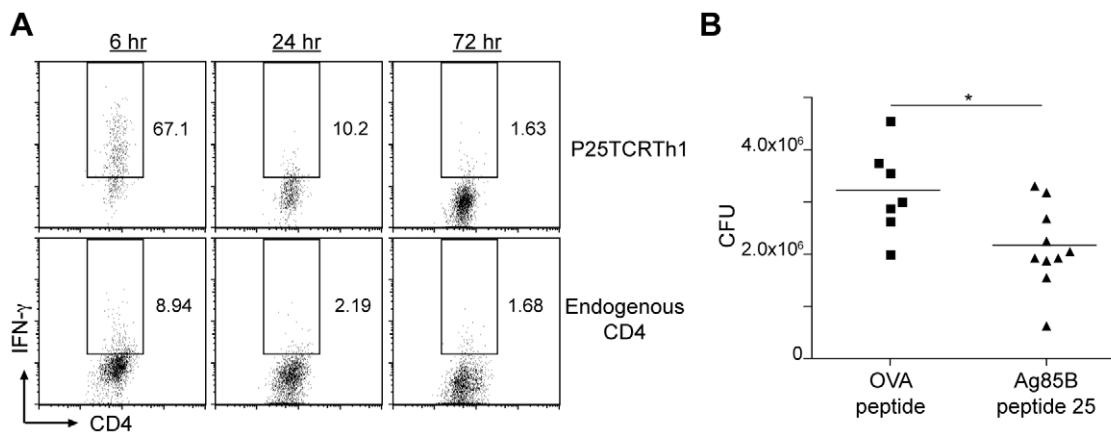 A
6 hr 24 hr 72 hr
67.1 10.2 1.63 P25TCRTh1
8.94 2.19 1.68 Endogenous
CD4
IFN-γ
CD4
B
*
4.0x10⁶
2.0x10⁶
0
CFU
OVA
peptide
Ag85B
peptide 25